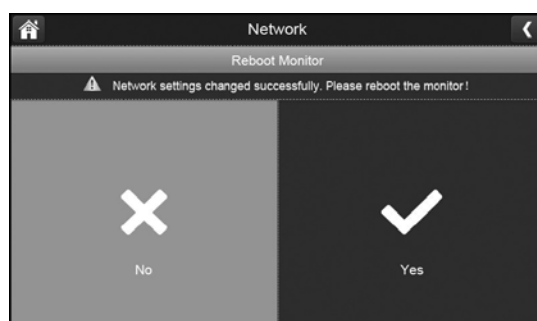 Network
Reboot Monitor
Network settings changed successfully. Please reboot the monitor!
No
Yes